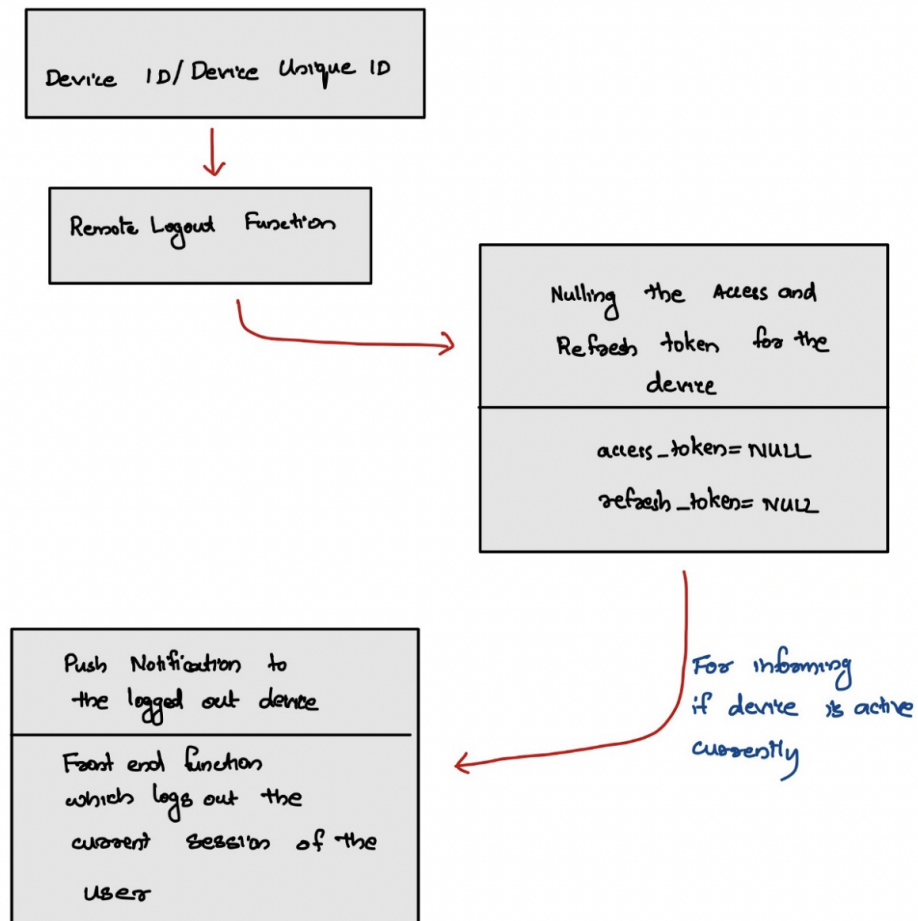 Device ID/Device Unique ID
Remote Logout Function
Nulling the Access and
Refresh token for the
device
access_token= NULL
refresh_token= NULL
For informing
if device is active
currently
Push Notification to
the logged out device
Front end function
which logs out the
current session of the
user